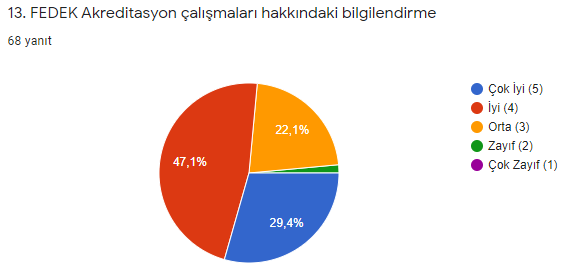 13. FEDEK Akreditasyon çalışmaları hakkındaki bilgilendirme
68 yanıt
Çok İyi (5)
İyi (4)
Orta (3)
Zayıf (2)
Çok Zayıf (1)
22,1%
47,1%
29,4%